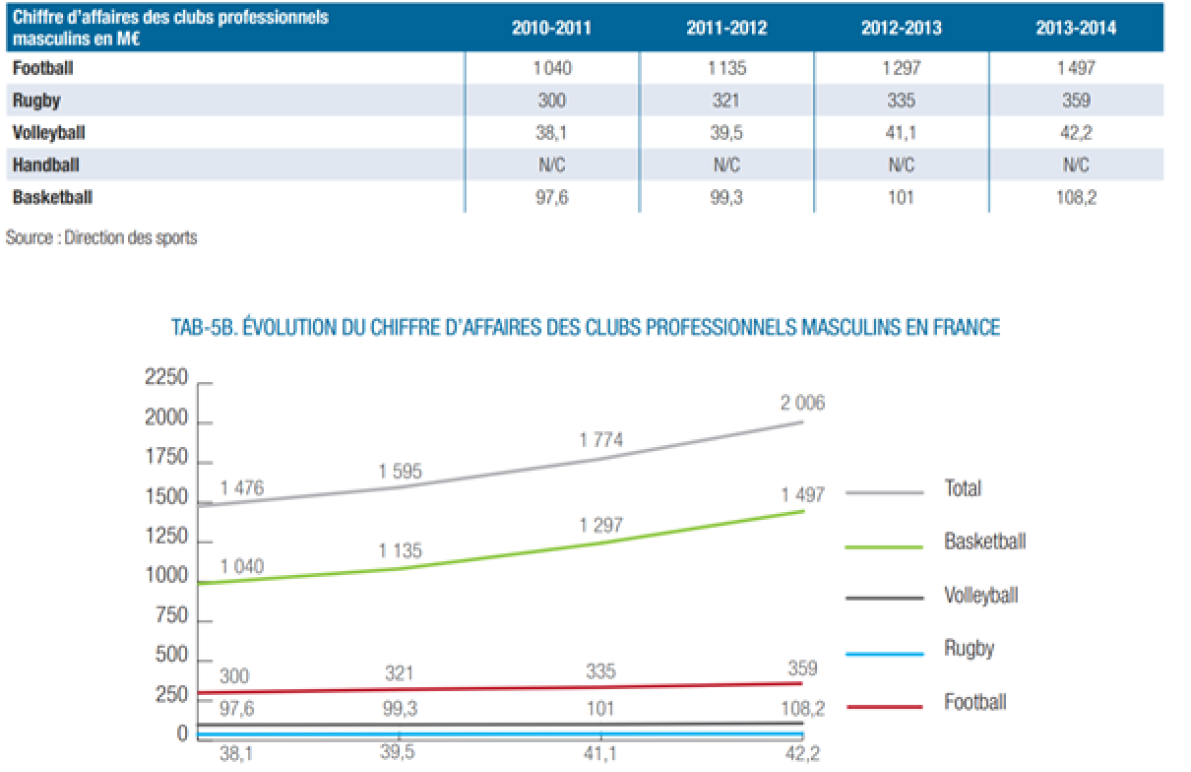 Chiffre d'affaires des clubs professionnels
masculins en M€ 2010-2011 2011-2012 2012-2013 2013-2014
Football 1 040 1 135 1 297 1 497
Rugby 300 321 335 359
Volleyball 38,1 39,5 41,1 42,2
Handball N/C N/C N/C N/C
Basketball 97,6 99,3 101 108,2
Source : Direction des sports
TAB-5B. ÉVOLUTION DU CHIFFRE D'AFFAIRES DES CLUBS PROFESSIONNELS MASCULINS EN FRANCE
2250
2000
1750
1500
1250
1000
750
500
250
0
1 476 1 595 1 774 2 006
1 040 1 135 1 297 1 497
300 321 335 359
97,6 99,3 101 108,2
38,1 39,5 41,1 42,2
Total
Basketball
Volleyball
Rugby
Football